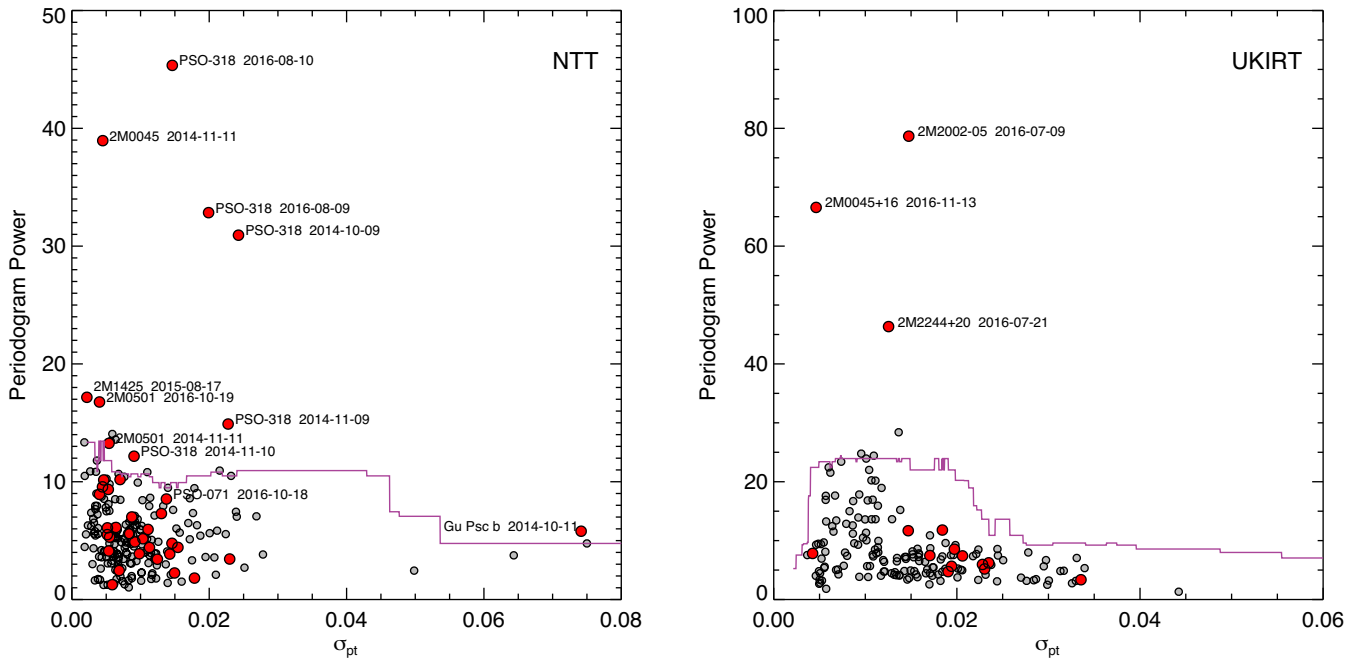 NTT
Periodogram Power
50
40
30
20
10
0
PSO-318 2016-08-10
2M0045 2014-11-11
PSO-318 2016-08-09
PSO-318 2014-10-09
2M1425 2015-08-17
2M0501 2016-10-19
PSO-318 2014-11-09
2M0501 2014-11-11
PSO-318 2014-11-10
PSO-071 2016-10-18
Gu Psc b 2014-10-11
0.00 0.02 0.04 0.06 0.08
σpt
UKIRT
Periodogram Power
100
80
60
40
20
0
2M2002-05 2016-07-09
2M0045+16 2016-11-13
2M2244+20 2016-07-21
0.00 0.02 0.04 0.06
σpt